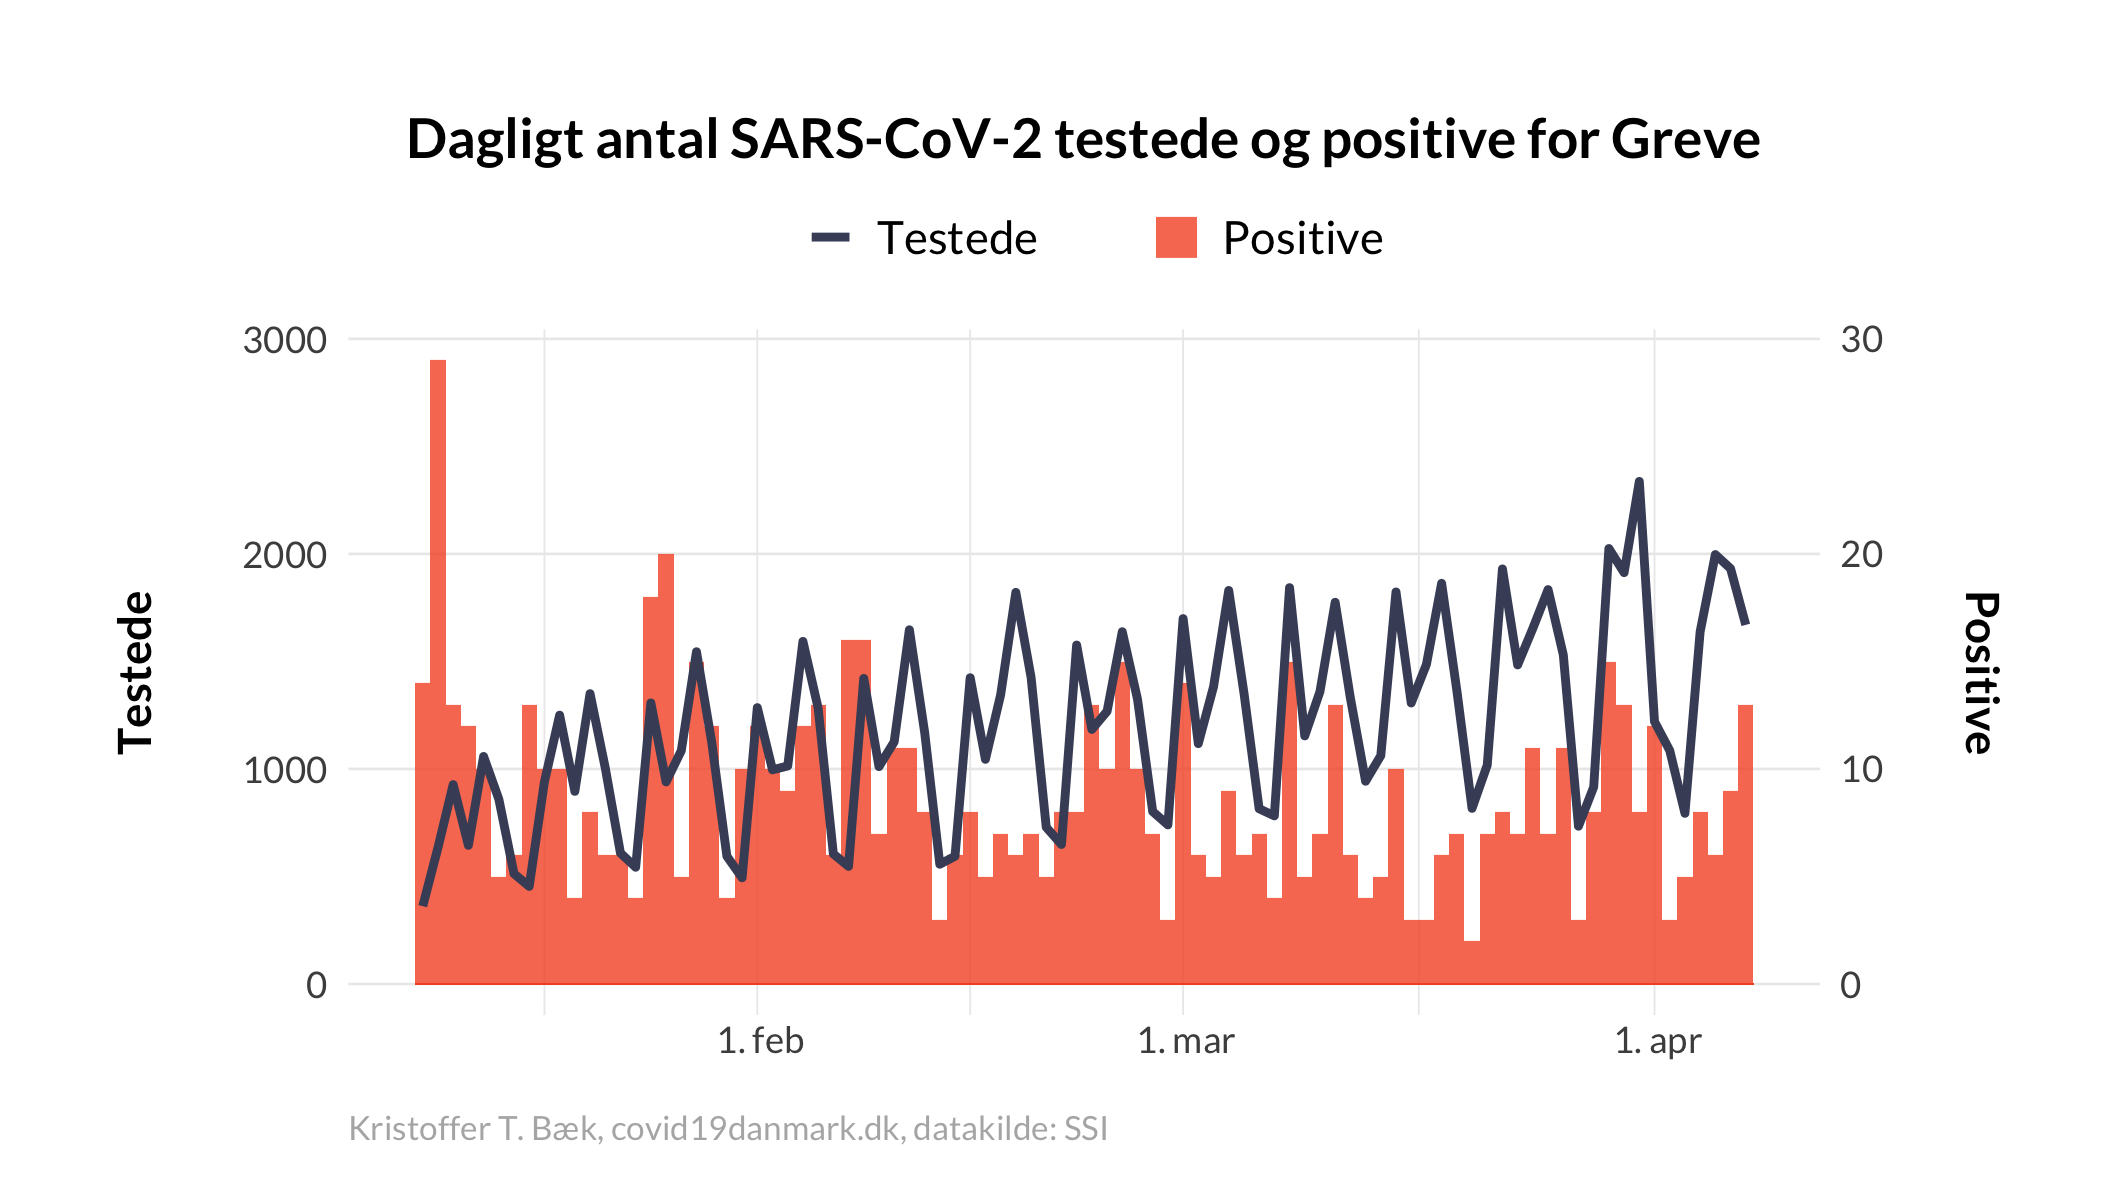 Dagligt antal SARS-CoV-2 testede og positive for Greve
Testede
Positive
3000
2000
1000
0
30
20
10
0
Testede
Positive
1. feb
1. mar
1. apr
Kristoffer T. Bæk, covid19danmark.dk, datakilde: SSI